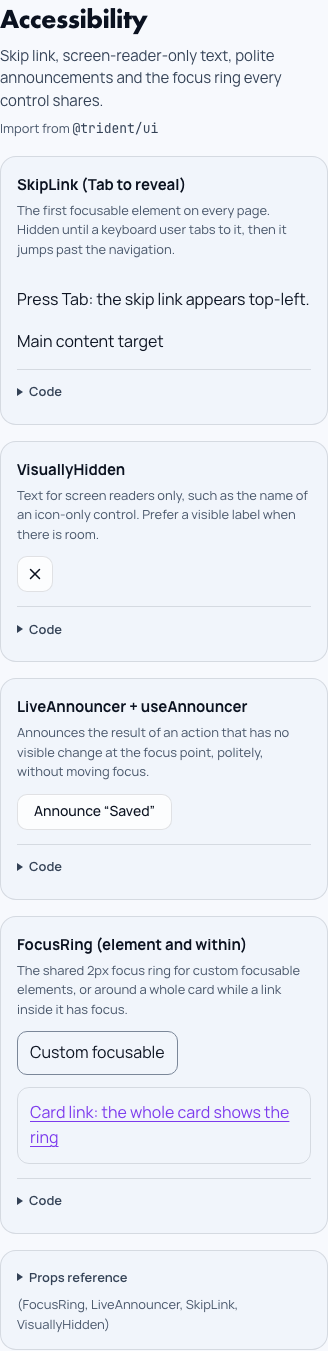 Accessibility
Skip link, screen-reader-only text, polite
announcements and the focus ring every
control shares.
Import from @trident/ui
SkipLink (Tab to reveal)
The first focusable element on every page.
Hidden until a keyboard user tabs to it, then it
jumps past the navigation.
Press Tab: the skip link appears top-left.
Main content target
Code
VisuallyHidden
Text for screen readers only, such as the name of
an icon-only control. Prefer a visible label when
there is room.
Code
LiveAnnouncer + useAnnouncer
Announces the result of an action that has no
visible change at the focus point, politely,
without moving focus.
Announce “Saved”
Code
FocusRing (element and within)
The shared 2px focus ring for custom focusable
elements, or around a whole card while a link
inside it has focus.
Custom focusable
Card link: the whole card shows the
ring
Code
Props reference
(FocusRing, LiveAnnouncer, SkipLink,
VisuallyHidden)